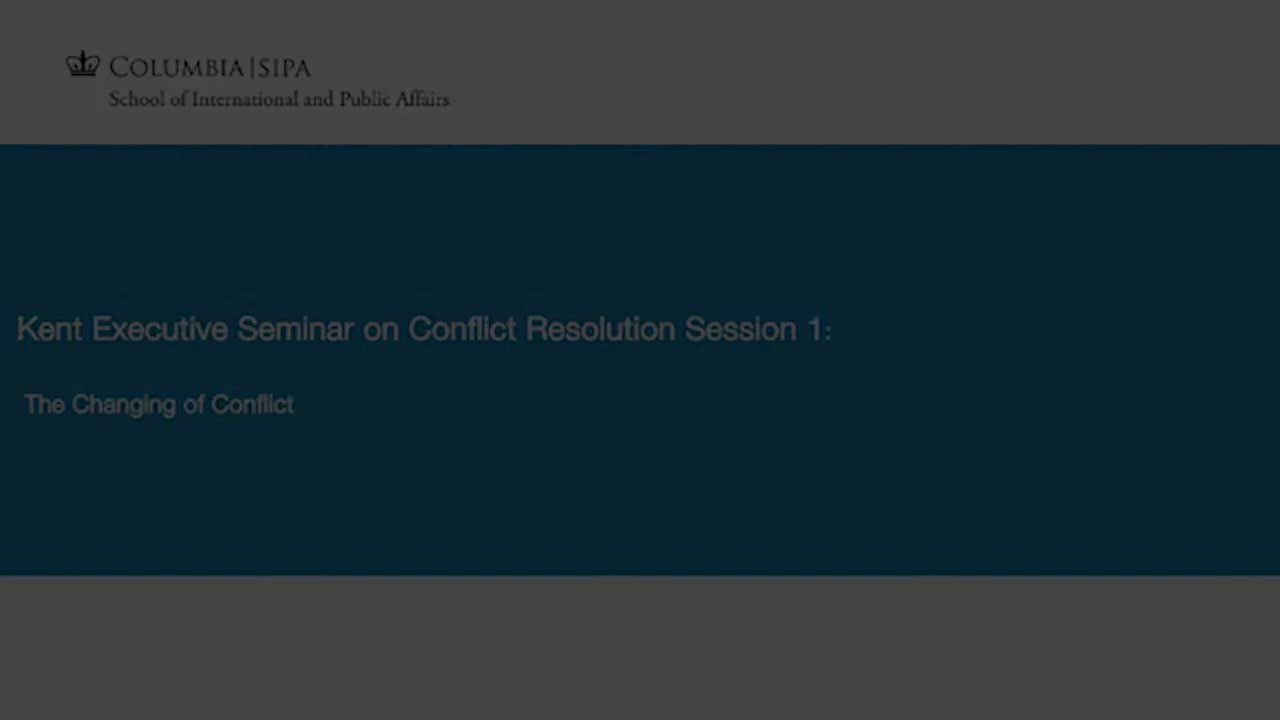 COLUMBIA|SIPA
School of International and Public Affairs
Kent Executive Seminar on Conflict Resolution Session 1:
The Changing of Conflict